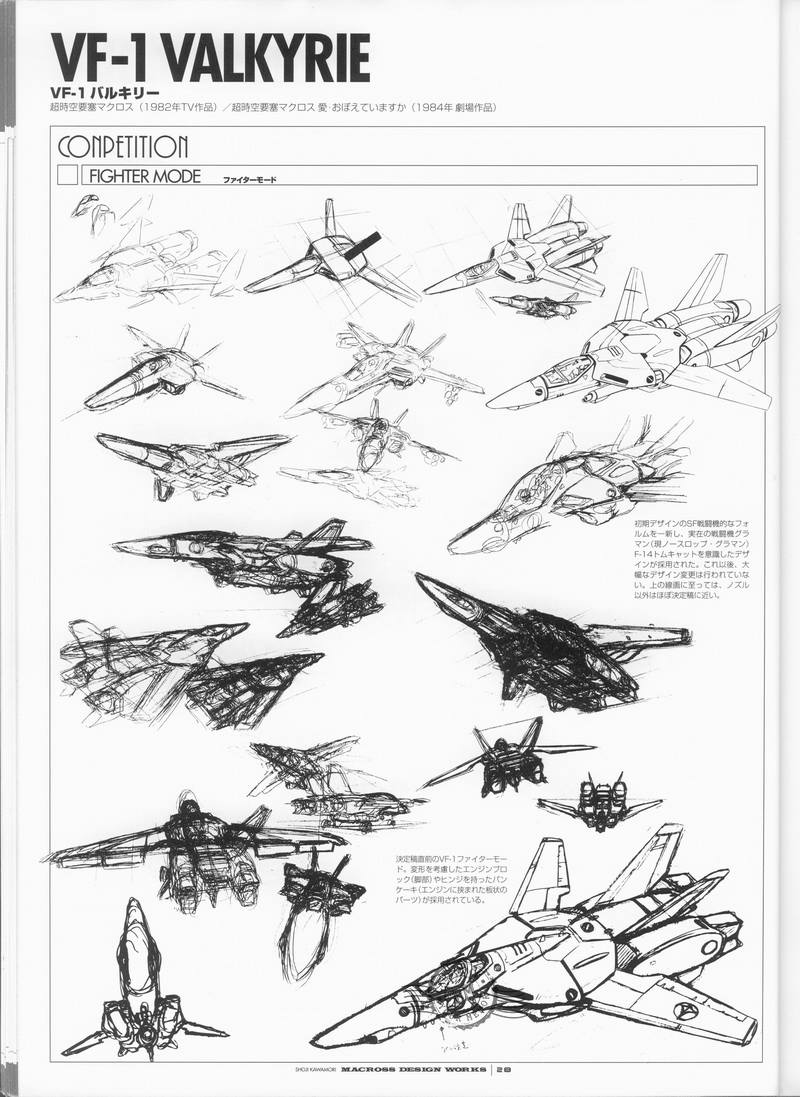 VF-1 VALKYRIE
VF-1 バルキリー
超時空要塞マクロス（1982年TV作品）／超時空要塞マクロス 愛・おぼえていますか（1984年 劇場作品）
CONPETITION
FIGHTER MODE ファイターモード
初期デザインのSF戦闘機的なフォ
ルムを一新し、実在の戦闘機グラ
マン（現ノースロップ・グラマン）
F-14トムキャットを意識したデザ
インが採用された。これ以後、大
幅なデザイン変更は行われていな
い。上の線画に至っては、ノズル
以外はほぼ決定稿に近い。
決定稿直前のVF-1ファイターモー
ド。変形を考慮したエンジンブロ
ック（脚部）やヒンジを持ったパン
ケーキ（エンジンに挟まれた板状の
パーツ）が採用されている。
SHOJI KAWAMORI MACROSS DESIGN WORKS 28